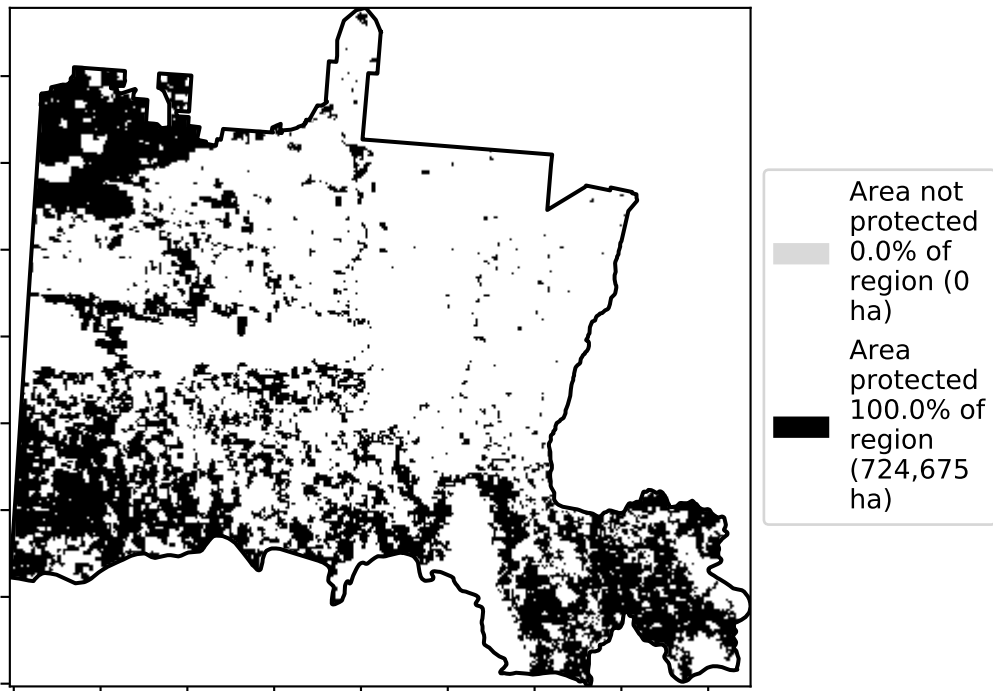 Area not
protected
0.0% of
region (0
ha)
Area
protected
100.0% of
region
(724,675
ha)